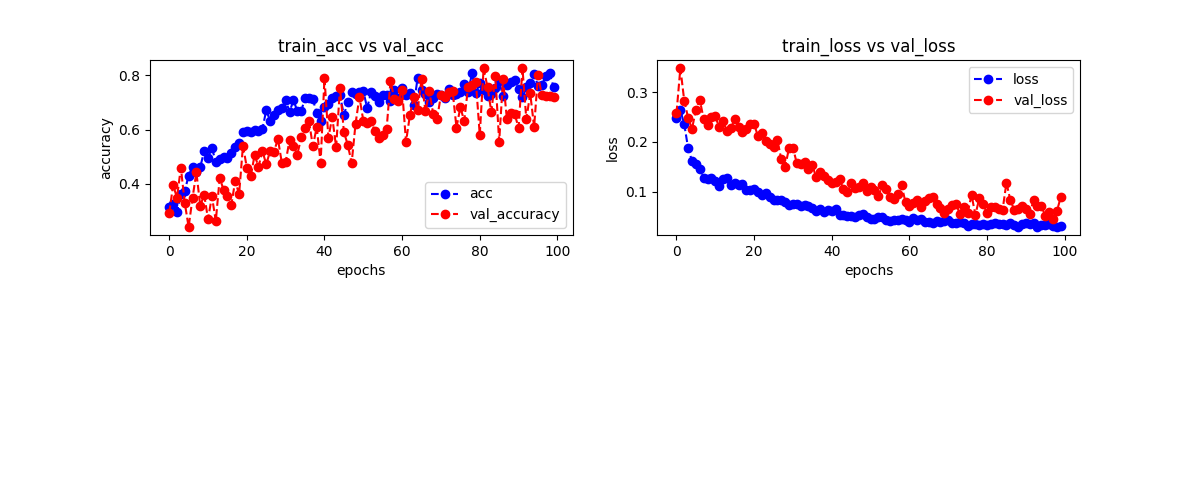 train_acc vs val_acc
accuracy
0.8
0.6
0.4
acc
val_accuracy
0 20 40 60 80 100
epochs
train_loss vs val_loss
loss
0.3
0.2
0.1
loss
val_loss
0 20 40 60 80 100
epochs